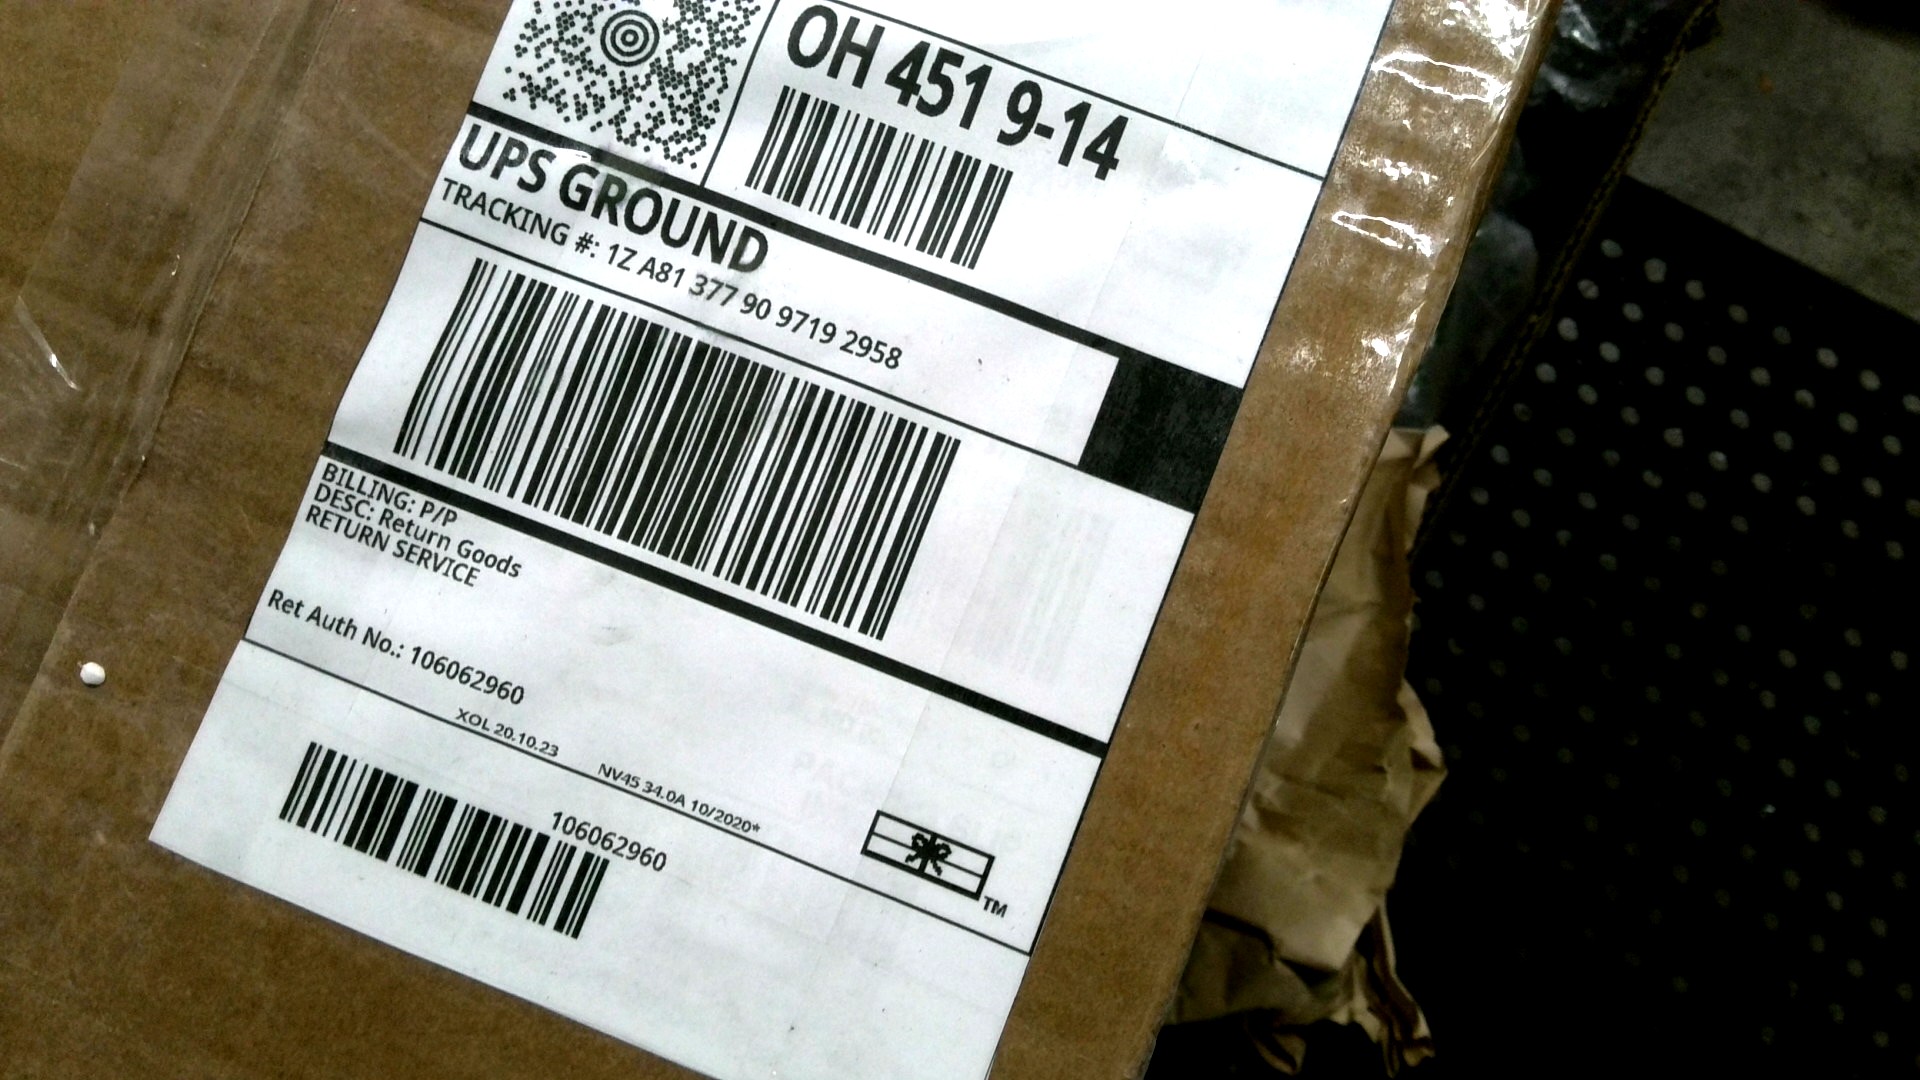 OH 451 9-14
UPS GROUND
TRACKING #: 1Z A81 377 90 9719 2958
BILLING: P/P
DESC: Return Goods
RETURN SERVICE
Ret Auth No.: 106062960
XOL 20.10.23
NV45 34.0A 10/2020*
TM
106062960